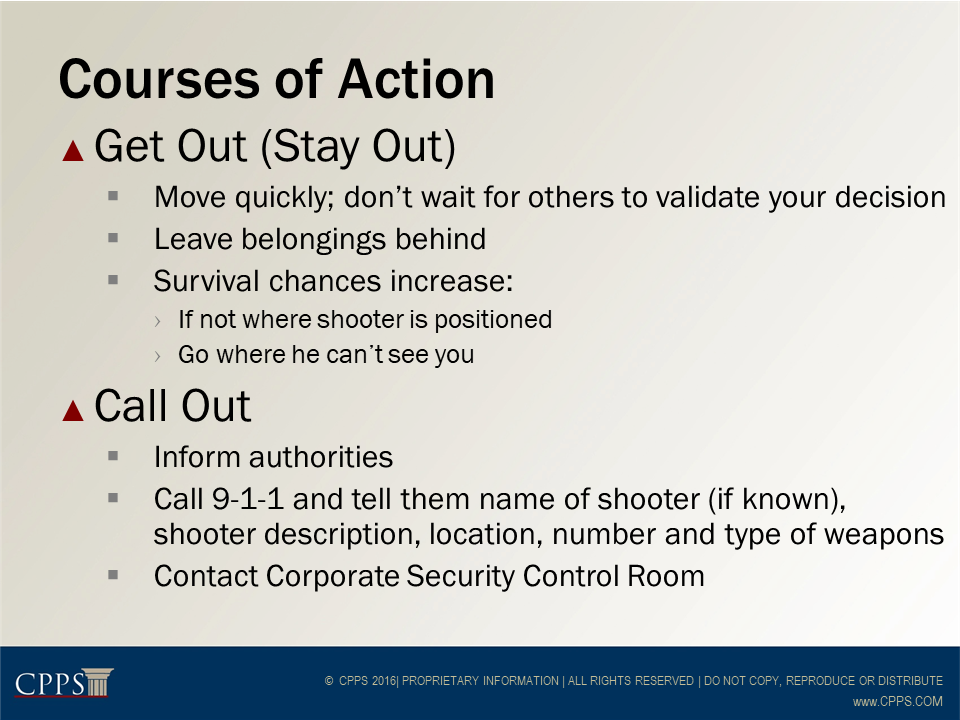 Courses of Action
▲ Get Out (Stay Out)
▪ Move quickly; don’t wait for others to validate your decision
▪ Leave belongings behind
▪ Survival chances increase:
› If not where shooter is positioned
› Go where he can’t see you
▲ Call Out
▪ Inform authorities
▪ Call 9-1-1 and tell them name of shooter (if known),
shooter description, location, number and type of weapons
▪ Contact Corporate Security Control Room
CPPS
© CPPS 2016| PROPRIETARY INFORMATION | ALL RIGHTS RESERVED | DO NOT COPY, REPRODUCE OR DISTRIBUTE
www.CPPS.COM